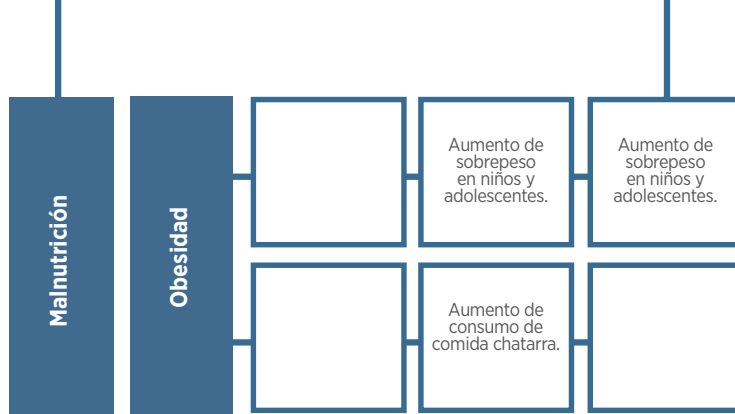 Malnutrición
Obesidad
Aumento de
sobrepeso
en niños y
adolescentes.
Aumento de
sobrepeso
en niños y
adolescentes.
Aumento de
consumo de
comida chatarra.